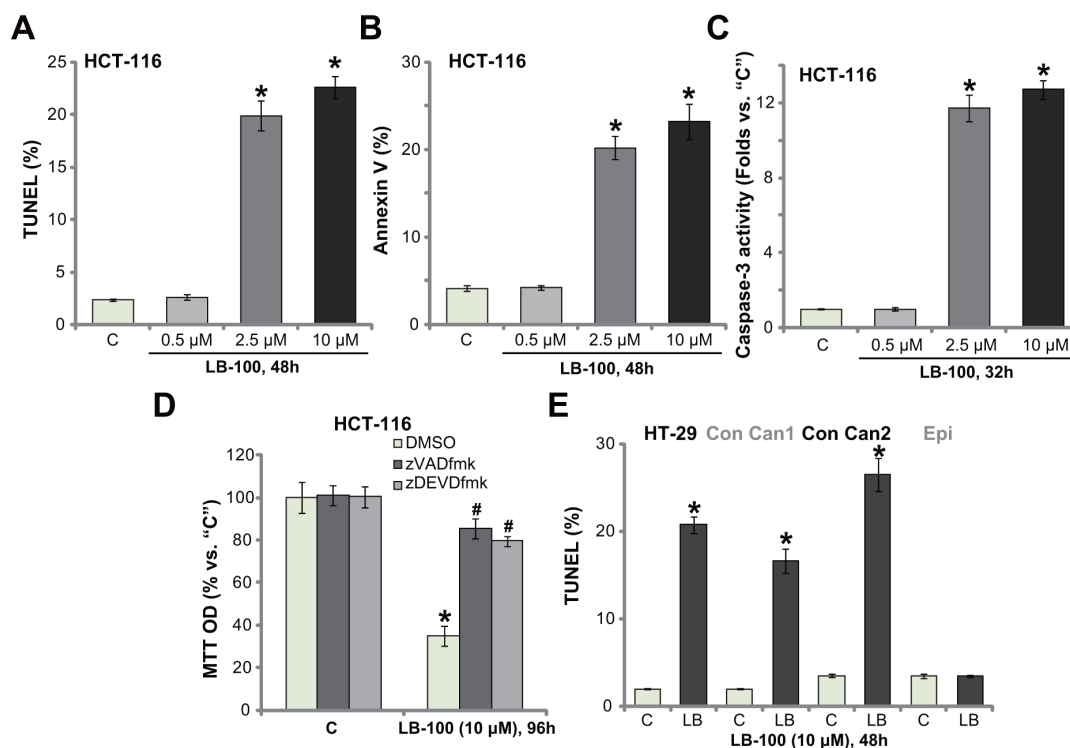 A
HCT-116
TUNEL (%)
25
20
15
10
5
0
*
*
C
0.5 µM
2.5 µM
10 µM
LB-100, 48h
B
HCT-116
Annexin V (%)
30
20
10
0
*
*
C
0.5 µM
2.5 µM
10 µM
LB-100, 48h
C
HCT-116
Caspase-3 activity (Folds vs. “C”)
12
8
4
0
*
*
C
0.5 µM
2.5 µM
10 µM
LB-100, 32h
D
HCT-116
DMSO
zVADfmk
zDEVDfmk
MTT OD (% vs. “C”)
120
100
80
60
40
20
0
*
#
#
C
LB-100 (10 µM), 96h
E
HT-29 Con Can1 Con Can2 Epi
TUNEL (%)
30
20
10
0
*
*
*
C LB C LB C LB C LB
LB-100 (10 µM), 48h